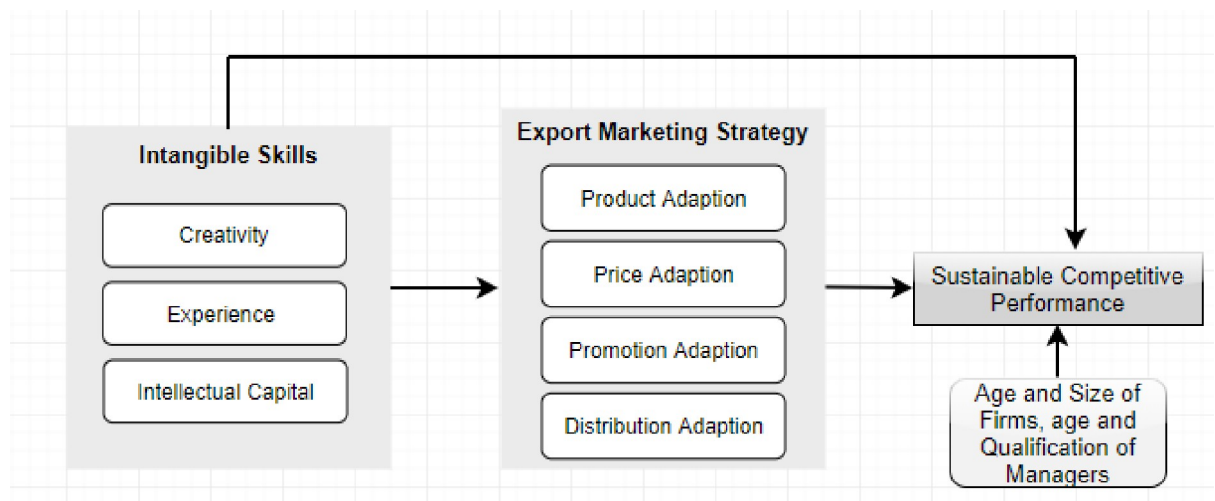 Intangible Skills
Creativity
Experience
Intellectual Capital
Export Marketing Strategy
Product Adaption
Price Adaption
Promotion Adaption
Distribution Adaption
Sustainable Competitive
Performance
Age and Size of
Firms, age and
Qualification of
Managers